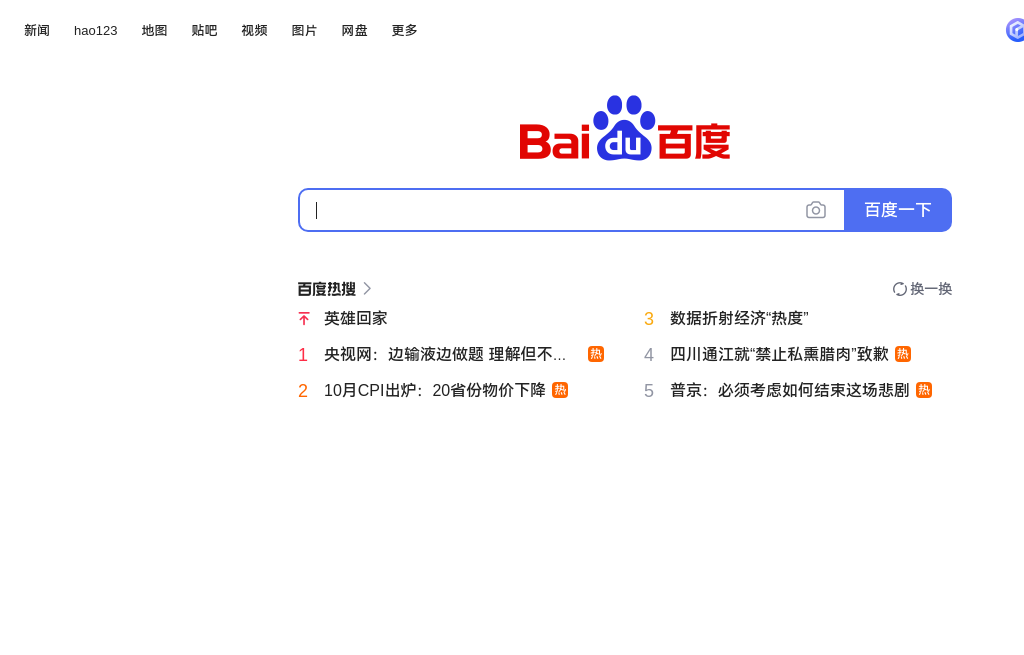 新闻 hao123 地图 贴吧 视频 图片 网盘 更多
Bai du 百度
百度一下
百度热搜 换一换
英雄回家
3 数据折射经济“热度”
1 央视网：边输液边做题 理解但不... 热
4 四川通江就“禁止私熏腊肉”致歉 热
2 10月CPI出炉：20省份物价下降 热
5 普京：必须考虑如何结束这场悲剧 热